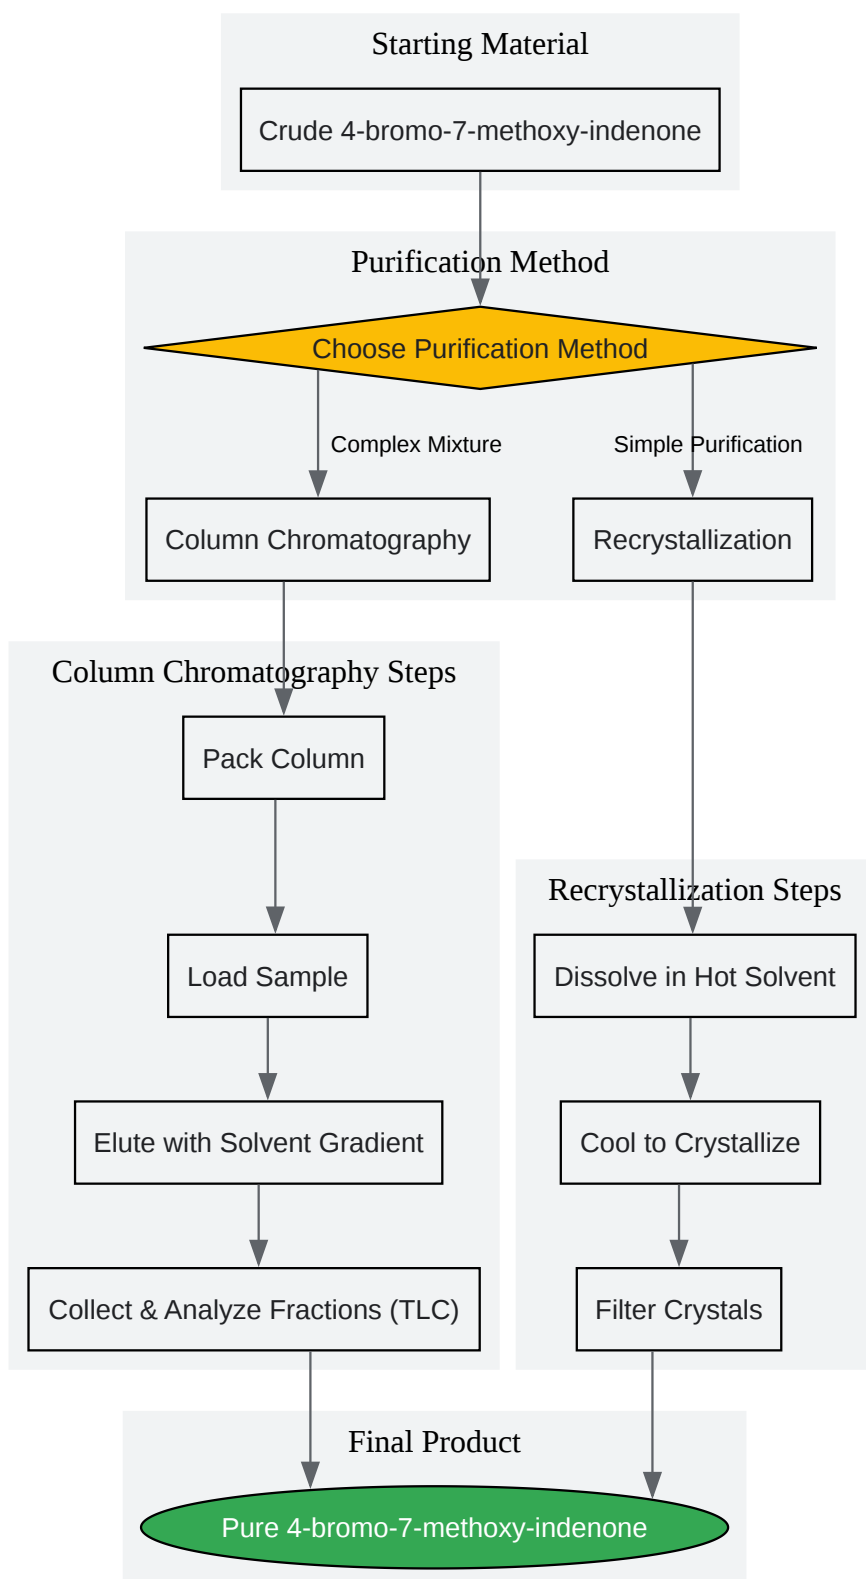 Starting Material
Crude 4-bromo-7-methoxy-indenone
Purification Method
Choose Purification Method
Complex Mixture
Simple Purification
Column Chromatography
Recrystallization
Column Chromatography Steps
Pack Column
Recrystallization Steps
Load Sample
Dissolve in Hot Solvent
Elute with Solvent Gradient
Cool to Crystallize
Collect & Analyze Fractions (TLC)
Filter Crystals
Final Product
Pure 4-bromo-7-methoxy-indenone